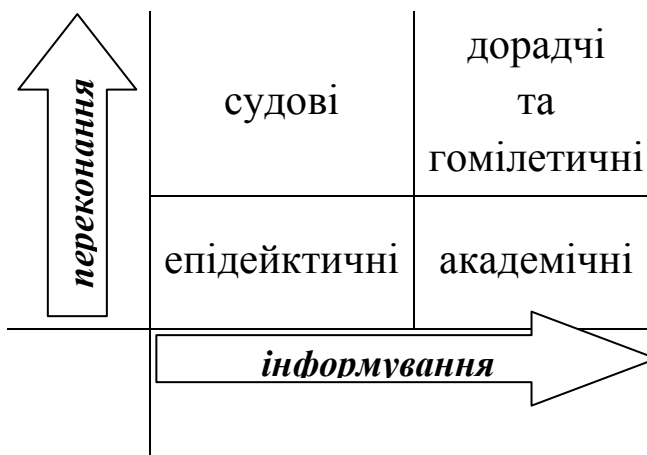 переконання
судові
дорадчі
та
гомілетичні
епідейктичні
академічні
інформування